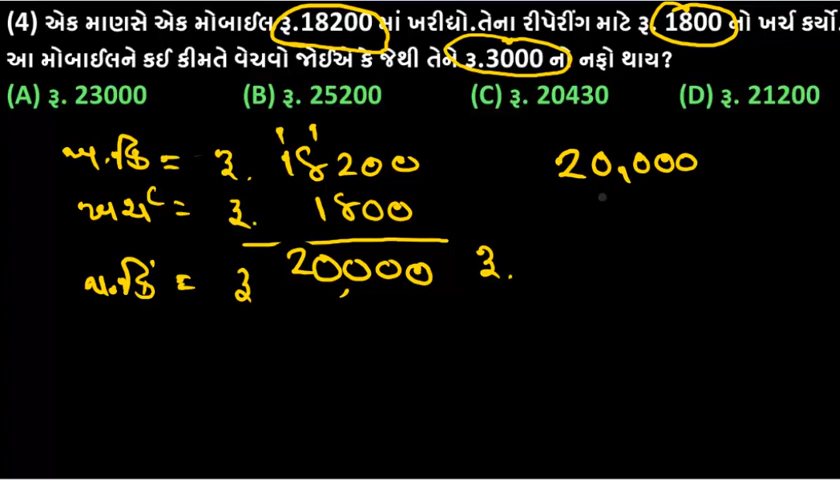 (4) એક માણસે એક મોબાઈલ રૂ.18200 માં ખરીદ્યો.તેના રીપેરીંગ માટે રૂ. 1800 નો ખર્ચ કર્યો.
આ મોબાઈલને કઈ કીમતે વેચવો જોઈએ કે જેથી તેને રૂ.3000 નો નફો થાય?
(A) રૂ. 23000 (B) રૂ. 25200 (C) રૂ. 20430 (D) રૂ. 21200
અ.કિં = રૂ. 18200 20,000
ખર્ચ = રૂ. 1800
પ.કિં = રૂ 20,000 રૂ.